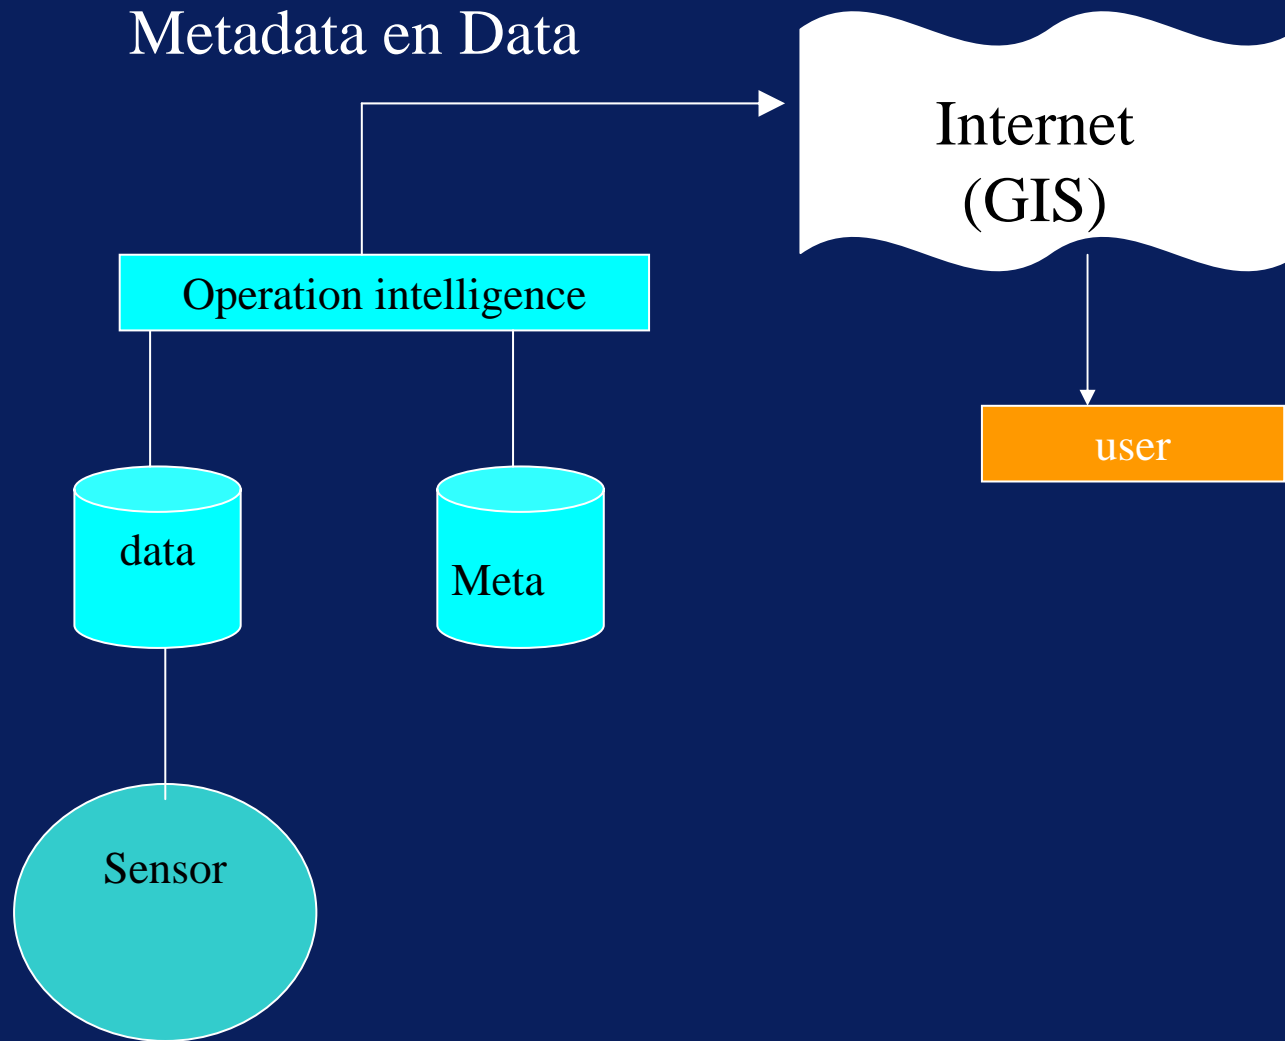 Metadata en Data
Internet
(GIS)
Operation intelligence
user
data
Meta
Sensor